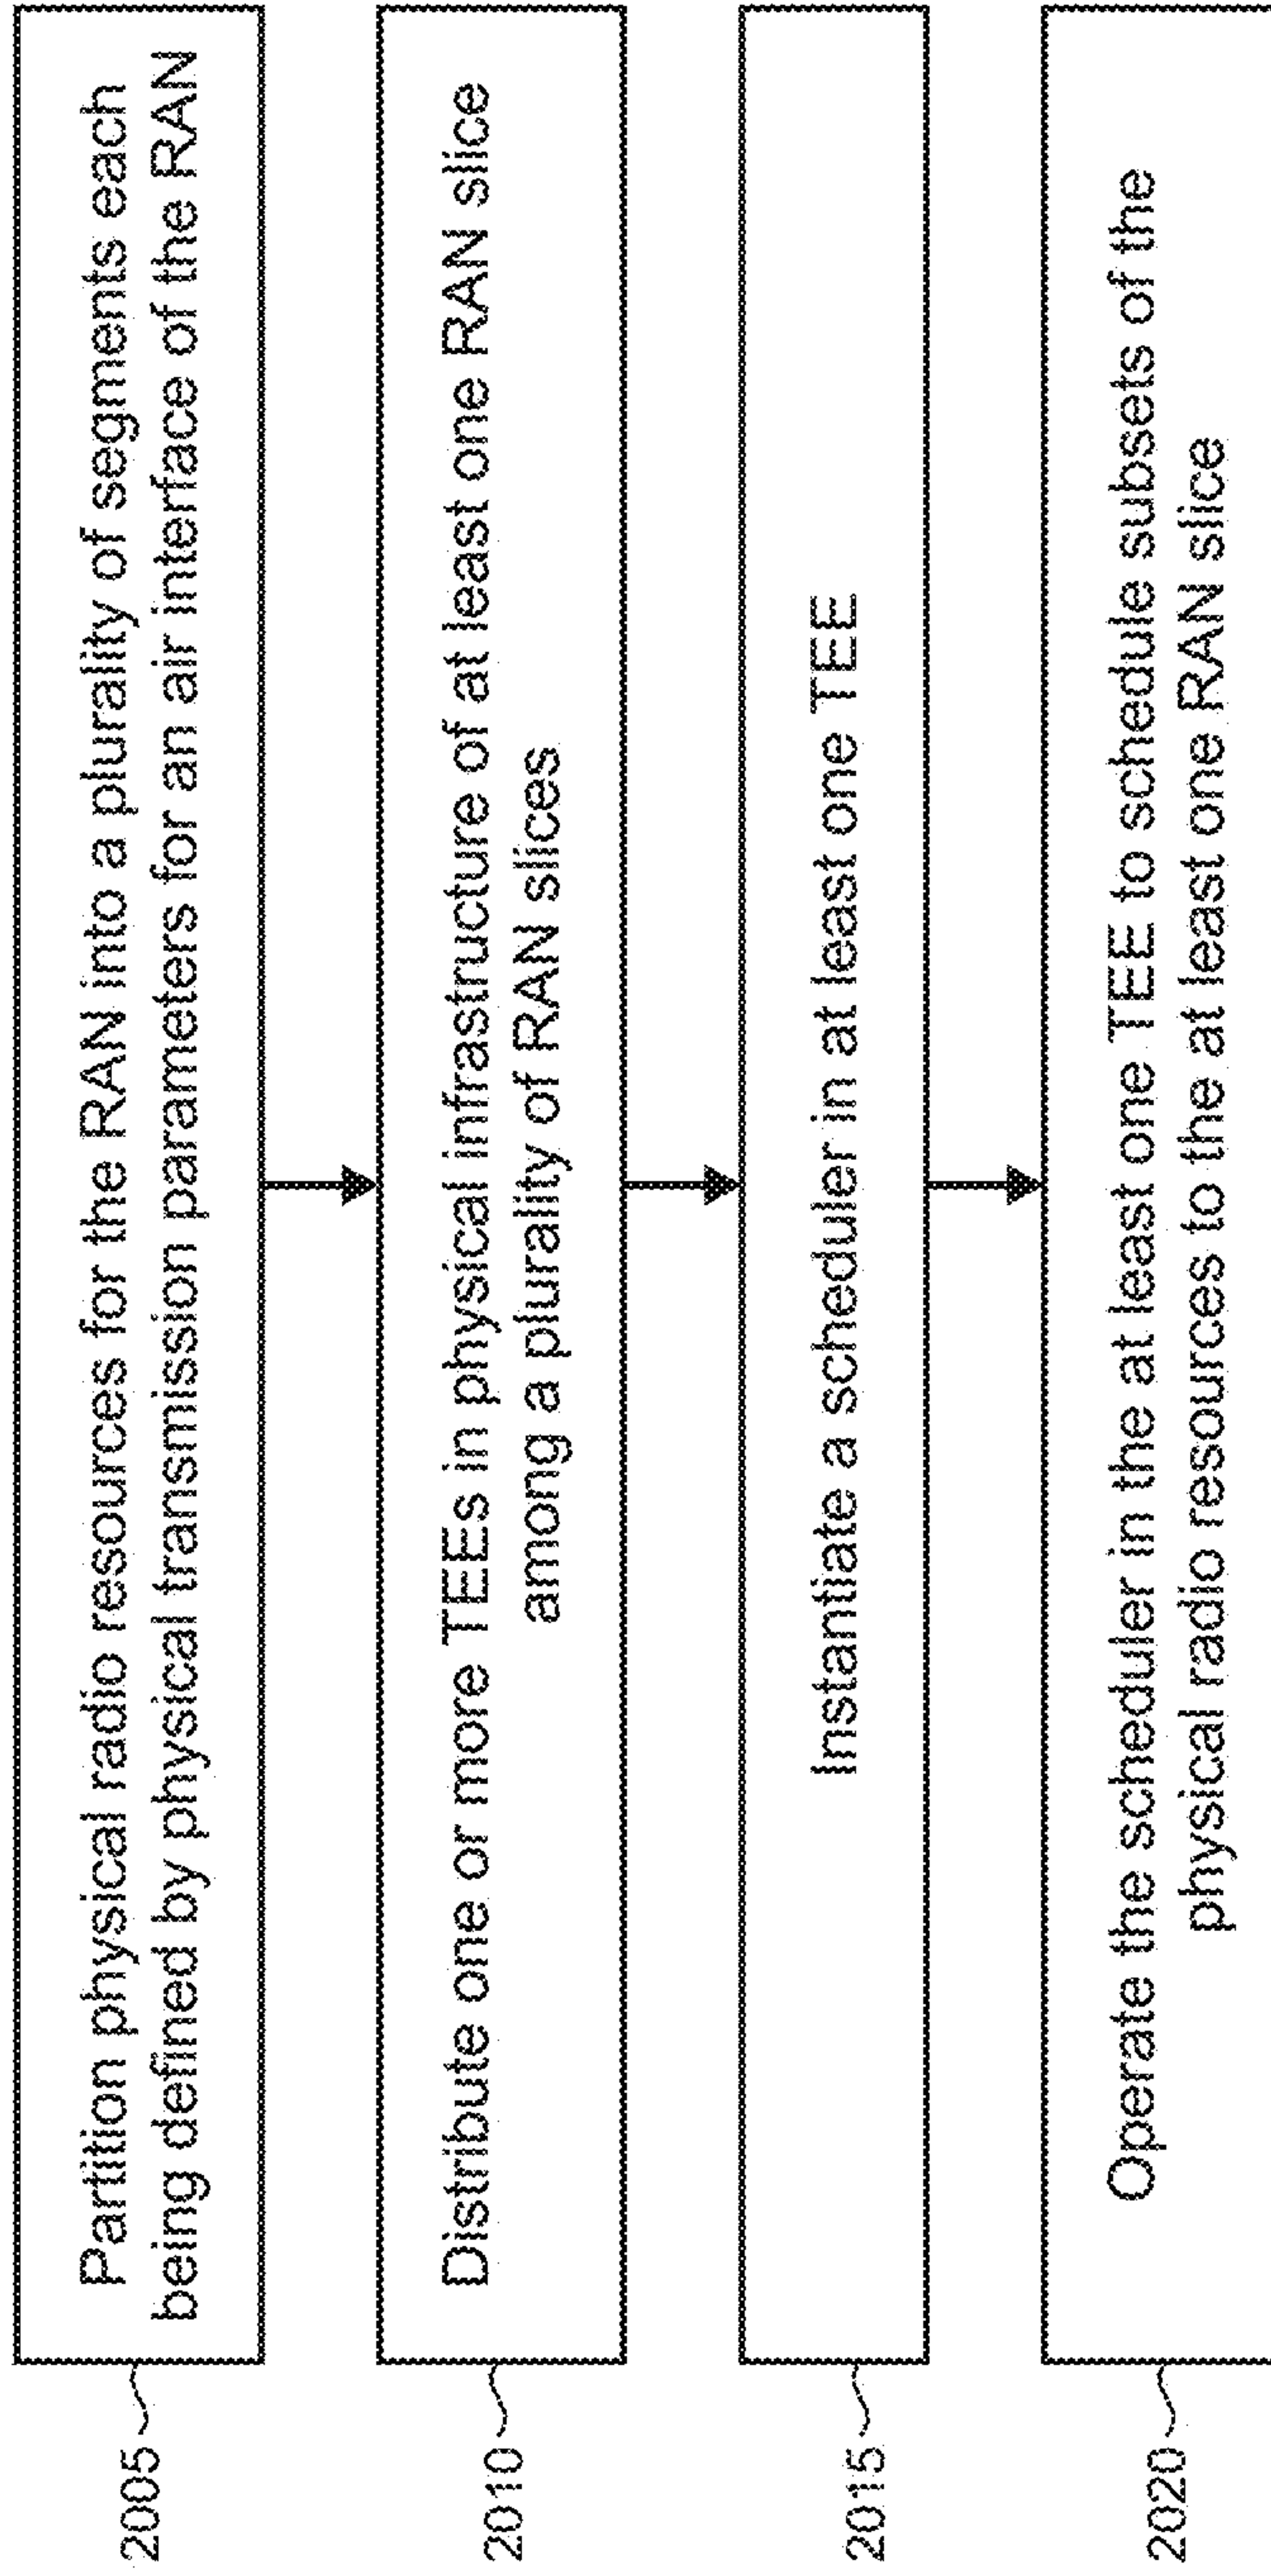 2005
Partition physical radio resources for the RAN into a plurality of segments each
being defined by physical transmission parameters for an air interface of the RAN
2010
Distribute one or more TEEs in physical infrastructure of at least one RAN slice
among a plurality of RAN slices
2015
Instantiate a scheduler in at least one TEE
2020
Operate the scheduler in the at least one TEE to schedule subsets of the
physical radio resources to the at least one RAN slice